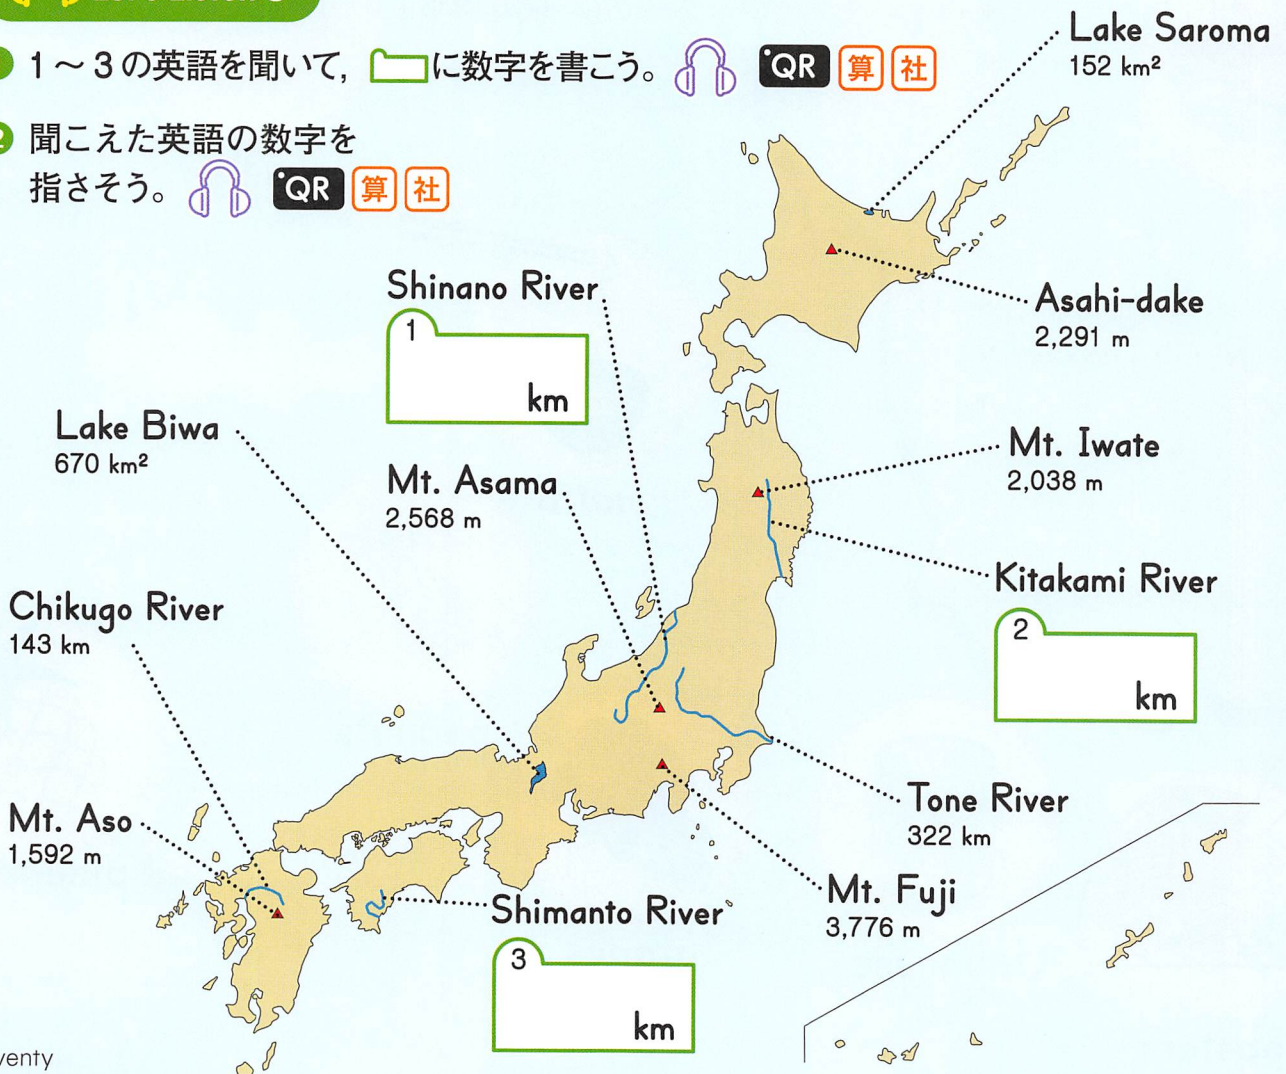 1～3の英語を聞いて，に数字を書こう。 QR 算 社
聞こえた英語の数字を
指さそう。 QR 算 社
Lake Saroma
152 km²
Shinano River
1
km
Asahi-dake
2,291 m
Lake Biwa
670 km²
Mt. Asama
2,568 m
Mt. Iwate
2,038 m
Chikugo River
143 km
Kitakami River
2
km
Mt. Aso
1,592 m
Tone River
322 km
Mt. Fuji
3,776 m
Shimanto River
3
km